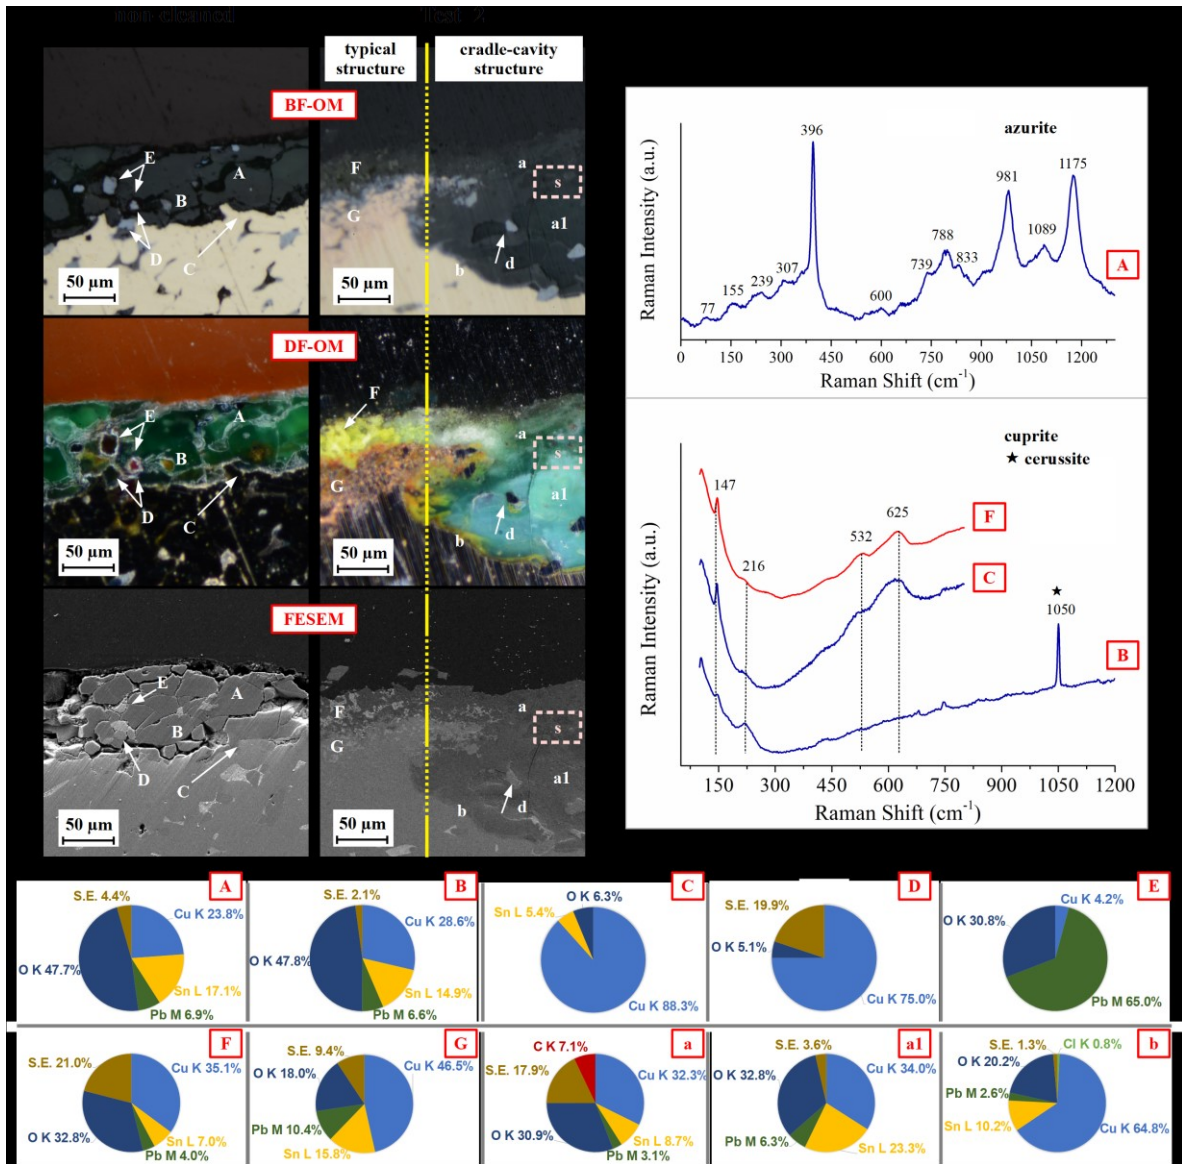 non-cleaned
Test 2
typical
structure
cradle-cavity
structure
BF-OM
E
A
B
D
C
50 µm
F
G
a
s
a1
d
b
50 µm
DF-OM
E
A
B
D
C
50 µm
F
G
a
s
a1
d
b
50 µm
FESEM
E
A
B
D
C
50 µm
F
G
a
s
a1
d
b
50 µm
azurite
396
1175
981
1089
788
833
739
600
307
239
155
77
A
Raman Intensity (a.u.)
0 150 300 450 600 750 900 1050 1200
Raman Shift (cm-1)
cuprite
★ cerussite
147
216
532
625
★
1050
F
C
B
Raman Intensity (a.u.)
150 300 450 600 750 900 1050 1200
Raman Shift (cm-1)
A
S.E. 4.4%
Cu K 23.8%
O K 47.7%
Sn L 17.1%
Pb M 6.9%
B
S.E. 2.1%
Cu K 28.6%
O K 47.8%
Sn L 14.9%
Pb M 6.6%
C
O K 6.3%
Sn L 5.4%
Cu K 88.3%
D
S.E. 19.9%
O K 5.1%
Cu K 75.0%
E
Cu K 4.2%
O K 30.8%
Pb M 65.0%
F
S.E. 21.0%
Cu K 35.1%
O K 32.8%
Sn L 7.0%
Pb M 4.0%
G
S.E. 9.4%
Cu K 46.5%
O K 18.0%
Pb M 10.4%
Sn L 15.8%
a
C K 7.1%
S.E. 17.9%
Cu K 32.3%
O K 30.9%
Sn L 8.7%
Pb M 3.1%
a1
S.E. 3.6%
O K 32.8%
Cu K 34.0%
Pb M 6.3%
Sn L 23.3%
b
S.E. 1.3%
Cl K 0.8%
O K 20.2%
Pb M 2.6%
Sn L 10.2%
Cu K 64.8%